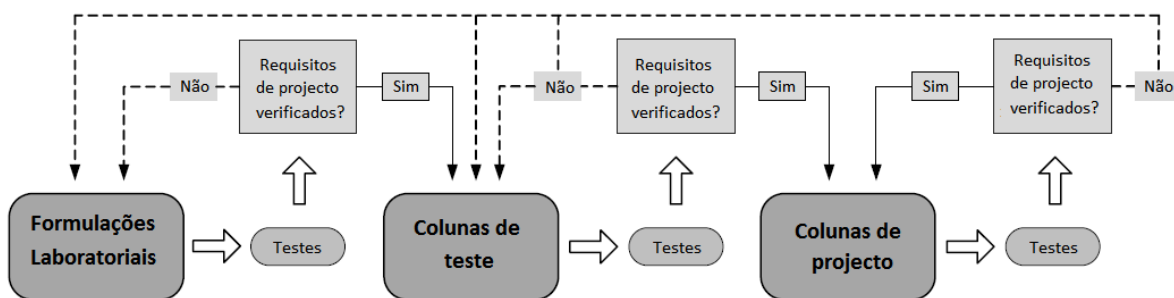 Requisitos
de projecto
verificados?
Não
Sim
Requisitos
de projecto
verificados?
Não
Sim
Requisitos
de projecto
verificados?
Sim
Não
Formulações
Laboratoriais
Testes
Colunas de
teste
Testes
Colunas de
projecto
Testes